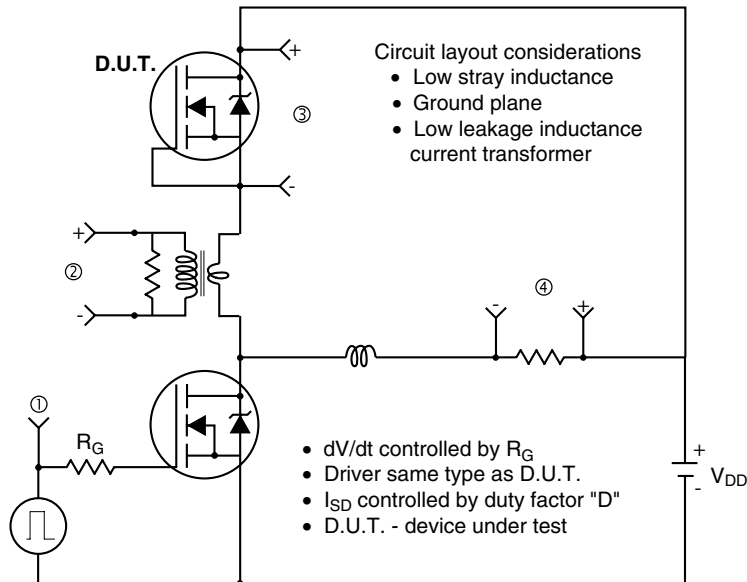 D.U.T.
+
③
-
Circuit layout considerations
• Low stray inductance
• Ground plane
• Low leakage inductance
current transformer
+
②
-
- ④ +
①
R_G
• dV/dt controlled by R_G
• Driver same type as D.U.T.
• I_SD controlled by duty factor "D"
• D.U.T. - device under test
+
V_DD
-